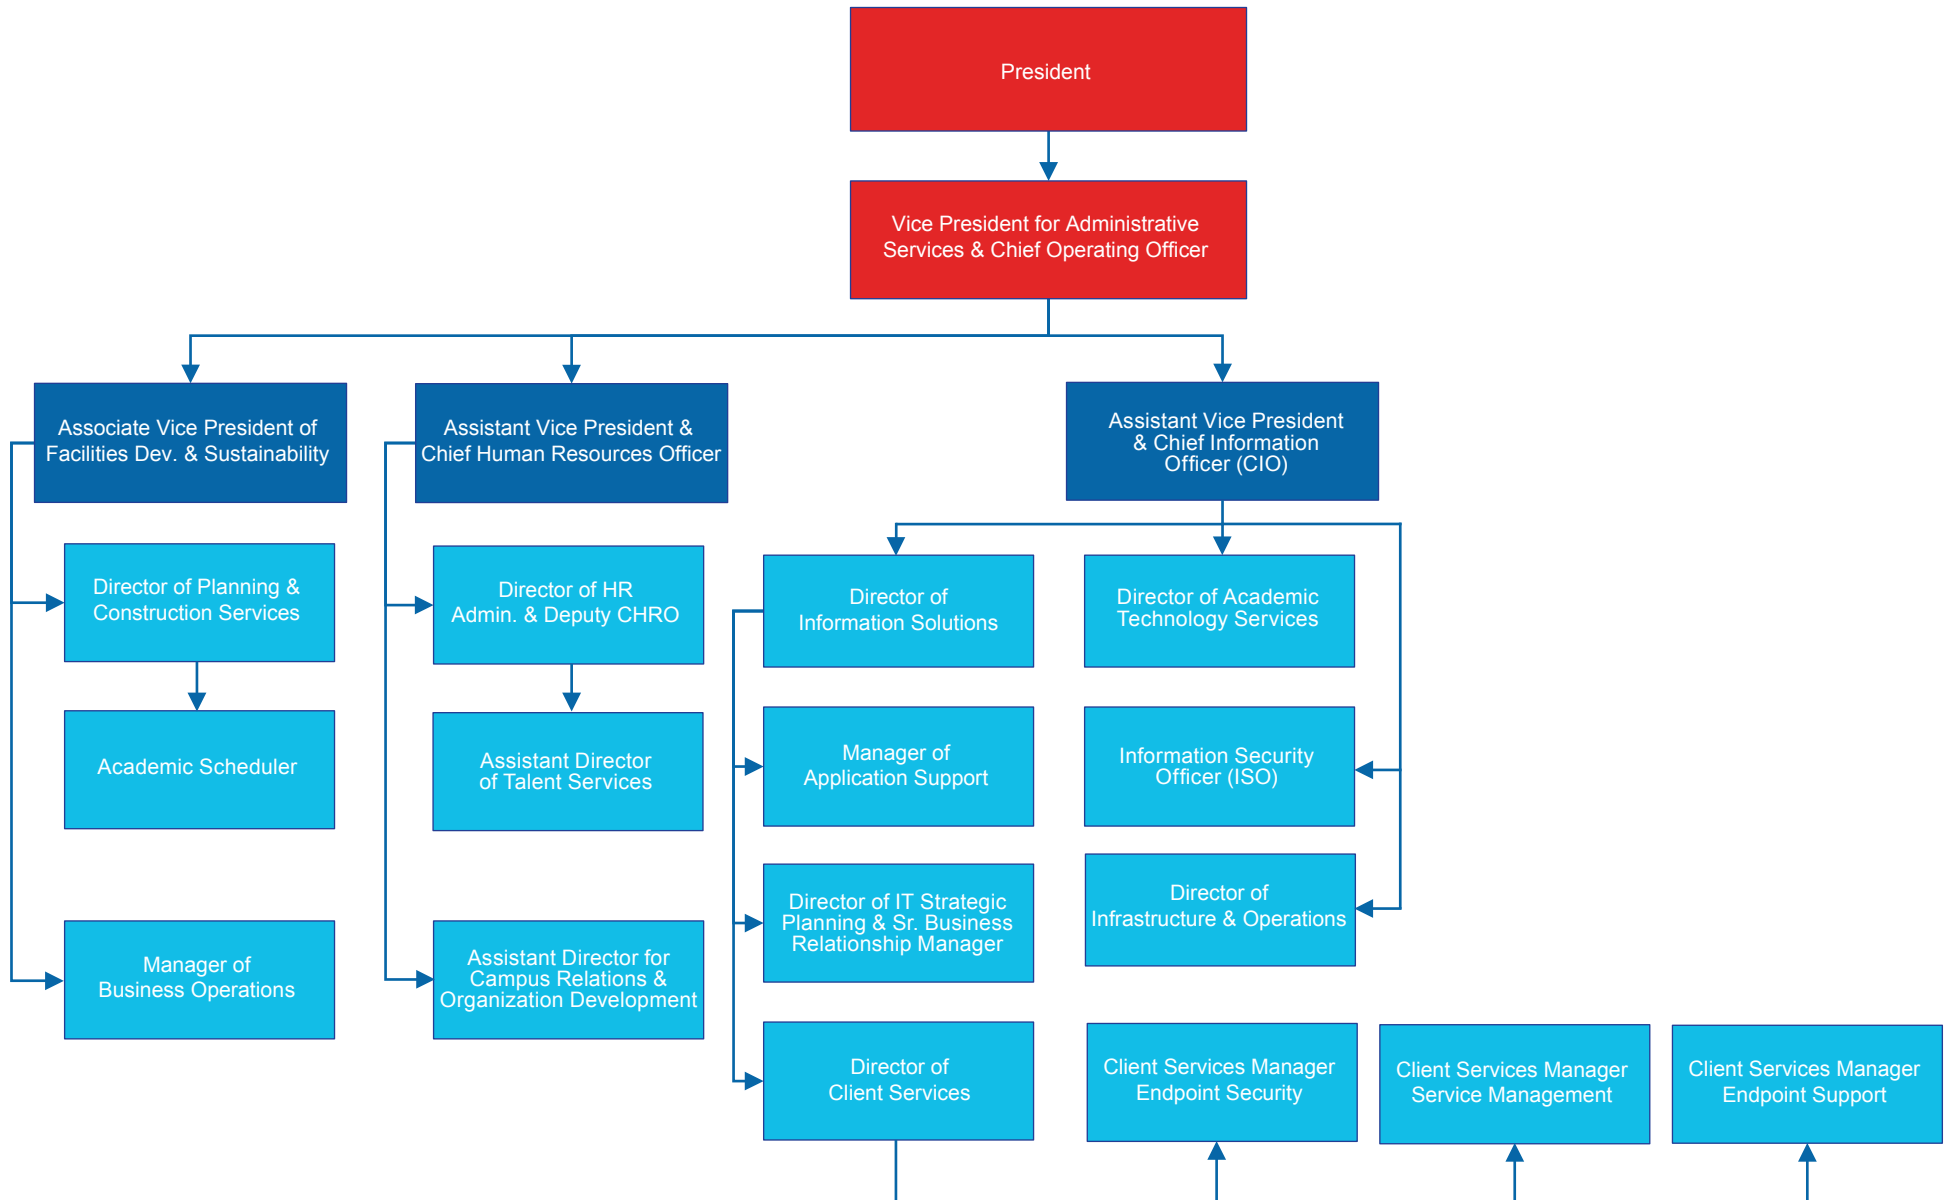 President
Vice President for Administrative
Services & Chief Operating Officer
Associate Vice President of
Facilities Dev. & Sustainability
Assistant Vice President &
Chief Human Resources Officer
Assistant Vice President
& Chief Information
Officer (CIO)
Director of Planning &
Construction Services
Director of HR
Admin. & Deputy CHRO
Director of
Information Solutions
Director of Academic
Technology Services
Academic Scheduler
Assistant Director
of Talent Services
Manager of
Application Support
Information Security
Officer (ISO)
Director of IT Strategic
Planning & Sr. Business
Relationship Manager
Director of
Infrastructure & Operations
Manager of
Business Operations
Assistant Director for
Campus Relations &
Organization Development
Director of
Client Services
Client Services Manager
Endpoint Security
Client Services Manager
Service Management
Client Services Manager
Endpoint Support